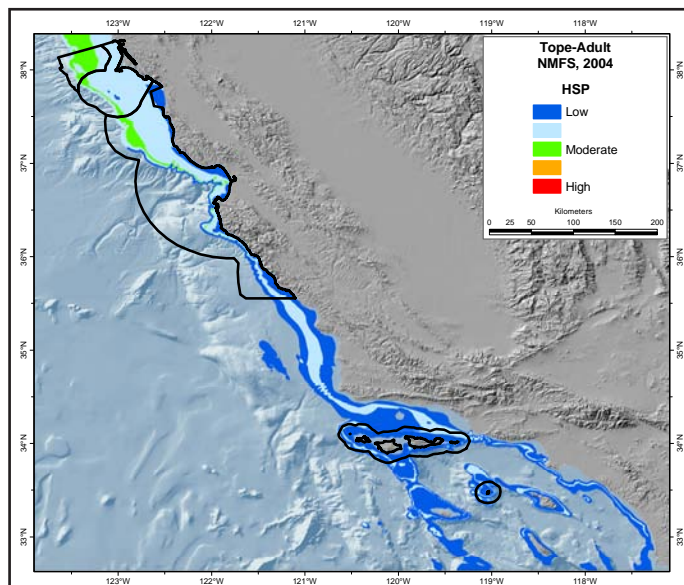 123°W 122°W 121°W 120°W 119°W 118°W
38°N 38°N
37°N 37°N
36°N 36°N
35°N 35°N
34°N 34°N
33°N 33°N
123°W 122°W 121°W 120°W 119°W 118°W
Tope-Adult
NMFS, 2004
HSP
Low
Moderate
High
Kilometers
0 25 50 100 150 200